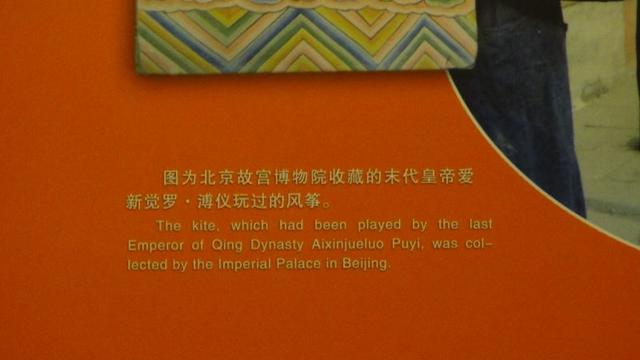 图为北京故宫博物院收藏的末代皇帝爱
新觉罗·溥仪玩过的风筝。
The kite, which had been played by the last
Emperor of Qing Dynasty Aixinjueluo Puyi, was col-
lected by the Imperial Palace in Beijing.